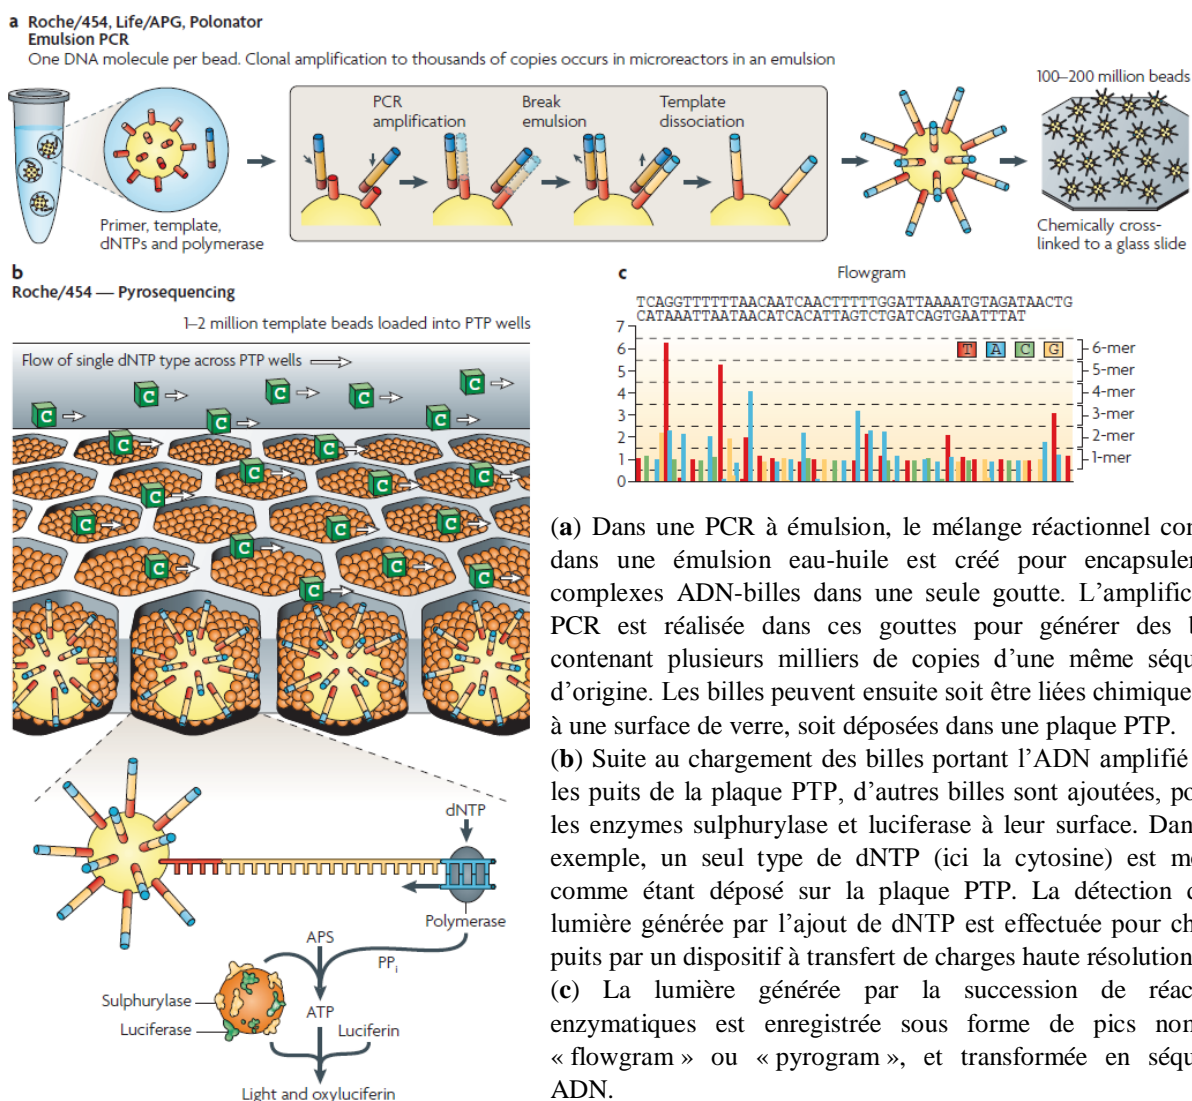 a Roche/454, Life/APG, Polonator
Emulsion PCR
One DNA molecule per bead. Clonal amplification to thousands of copies occurs in microreactors in an emulsion
PCR amplification
Break emulsion
Template dissociation
100–200 million beads
Primer, template,
dNTPs and polymerase
Chemically cross-
linked to a glass slide
b
Roche/454 — Pyrosequencing
1–2 million template beads loaded into PTP wells
Flow of single dNTP type across PTP wells
C C C C C
C C C
C C C
C C C
C C
C C
C
dNTP
Polymerase
APS
PPi
Sulphurylase
ATP
Luciferase
Luciferin
Light and oxyluciferin
c
Flowgram
TCAGGTTTTTTAACAATCAACTTTTTGGATTAAAATGTAGATAACTG
CATAAATTAATAACATCACATTAGTCTGATCAGTGAATTTAT
7
6
5
4
3
2
1
0
T A C G
6-mer
5-mer
4-mer
3-mer
2-mer
1-mer
(a) Dans une PCR à émulsion, le mélange réactionnel con
dans une émulsion eau-huile est créé pour encapsuler
complexes ADN-billes dans une seule goutte. L’amplific
PCR est réalisée dans ces gouttes pour générer des b
contenant plusieurs milliers de copies d’une même séqu
d’origine. Les billes peuvent ensuite soit être liées chimique
à une surface de verre, soit déposées dans une plaque PTP.
(b) Suite au chargement des billes portant l’ADN amplifié
les puits de la plaque PTP, d’autres billes sont ajoutées, po
les enzymes sulphurylase et luciferase à leur surface. Dan
exemple, un seul type de dNTP (ici la cytosine) est m
comme étant déposé sur la plaque PTP. La détection
lumière générée par l’ajout de dNTP est effectuée pour ch
puits par un dispositif à transfert de charges haute résolution
(c) La lumière générée par la succession de réac
enzymatiques est enregistrée sous forme de pics nom
« flowgram » ou « pyrogram », et transformée en séqu
ADN.